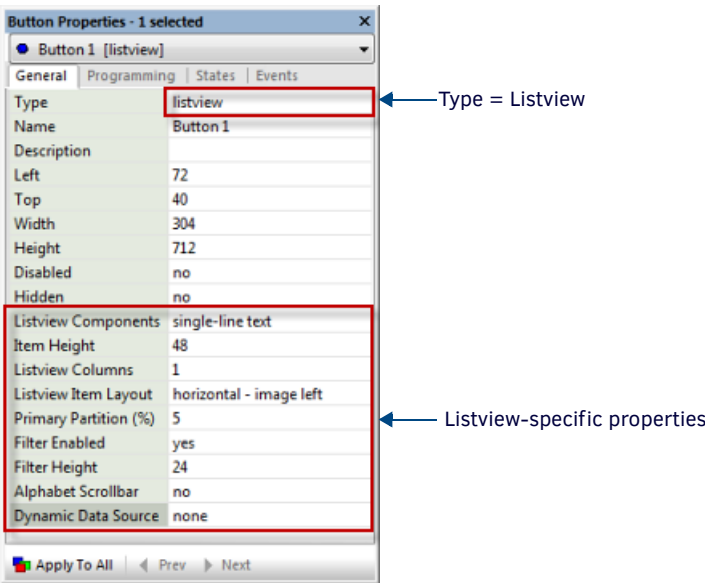 Button Properties - 1 selected X
Button 1 [listview]
General Programming States Events
Type listview
Type = Listview
Name Button 1
Description
Left 72
Top 40
Width 304
Height 712
Disabled no
Hidden no
Listview Components single-line text
Item Height 48
Listview Columns 1
Listview Item Layout horizontal - image left
Primary Partition (%) 5
Listview-specific properties
Filter Enabled yes
Filter Height 24
Alphabet Scrollbar no
Dynamic Data Source none
Apply To All Prev Next